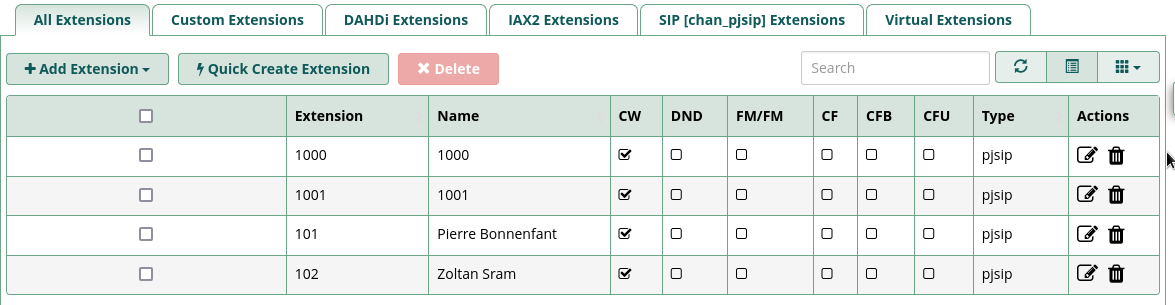 All Extensions Custom Extensions DAHDi Extensions IAX2 Extensions SIP [chan_pjsip] Extensions Virtual Extensions
Add Extension Quick Create Extension Delete Search
Extension Name CW DND FM/FM CF CFB CFU Type Actions
1000 1000 pjsip
1001 1001 pjsip
101 Pierre Bonnenfant pjsip
102 Zoltan Sram pjsip